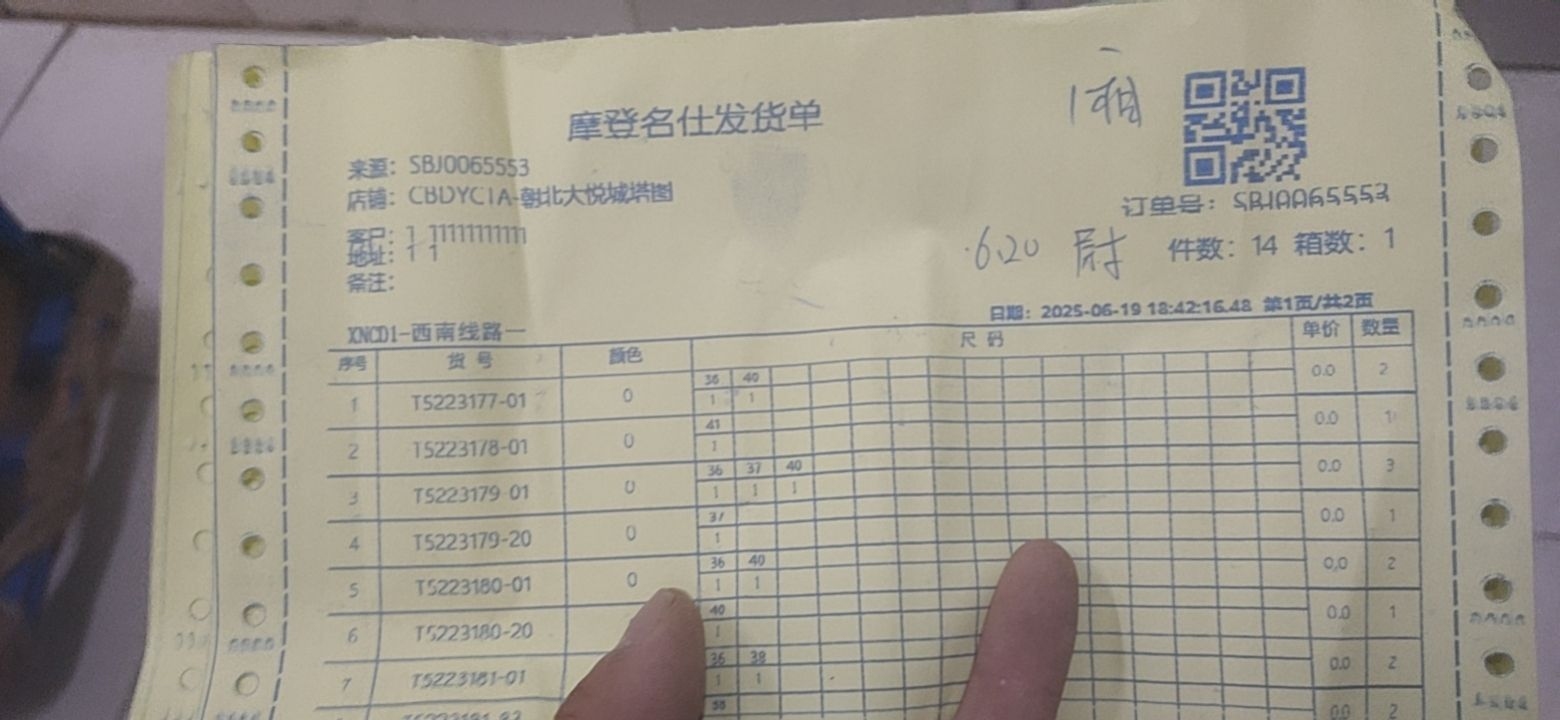 摩登名仕发货单
1箱
来源: SBJ0065553
店铺: CBDYC1A-朝北大悦城塔图
订单号: SBJ0065553
客户: 1 11111111111
地址: 1 1
备注:
6.20 尉
件数: 14 箱数: 1
日期: 2025-06-19 18:42:16.48 第1页/共2页
XNCD1-西南线路一
序号 货号 颜色 尺码 单价 数量
36 40
1 T5223177-01 0 1 1 0.0 2
41
2 T5223178-01 0 1 0.0 1
36 37 40
3 T5223179-01 0 1 1 1 0.0 3
37
4 T5223179-20 0 1 0.0 1
36 40
5 T5223180-01 0 1 1 0.0 2
40
6 T5223180-20 1 0.0 1
36 38
7 T5223181-01 1 1 0.0 2
0.0 2